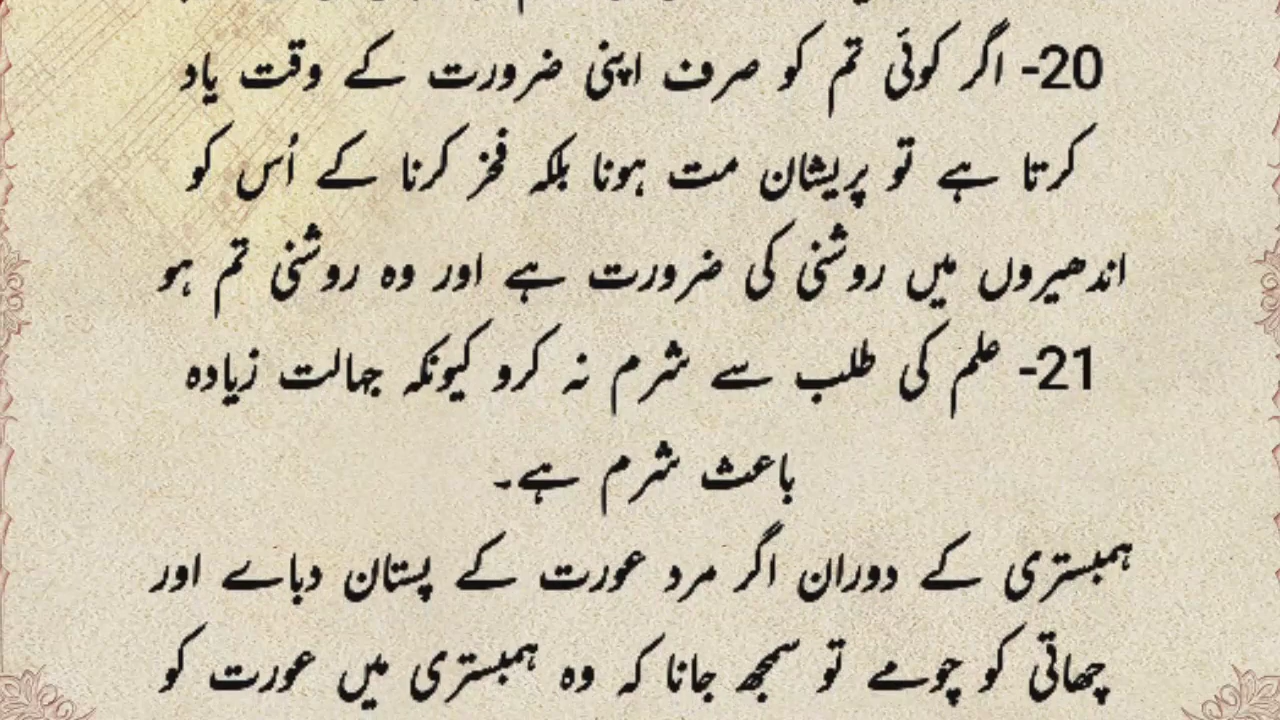 20- اگر کوئی تم کو صرف اپنی ضرورت کے وقت یاد
کرتا ہے تو پریشان مت ہونا بلکہ فخر کرنا کے اُس کو
اندھیروں میں روشنی کی ضرورت ہے اور وہ روشنی تم ہو
21- علم کی طلب سے شرم نہ کرو کیونکہ جہالت زیادہ
باعث شرم ہے۔
ہمبستری کے دوران اگر مرد عورت کے پستان دباے اور
چھاتی کو چومے تو سمجھ جانا کہ وہ ہمبستری میں عورت کو